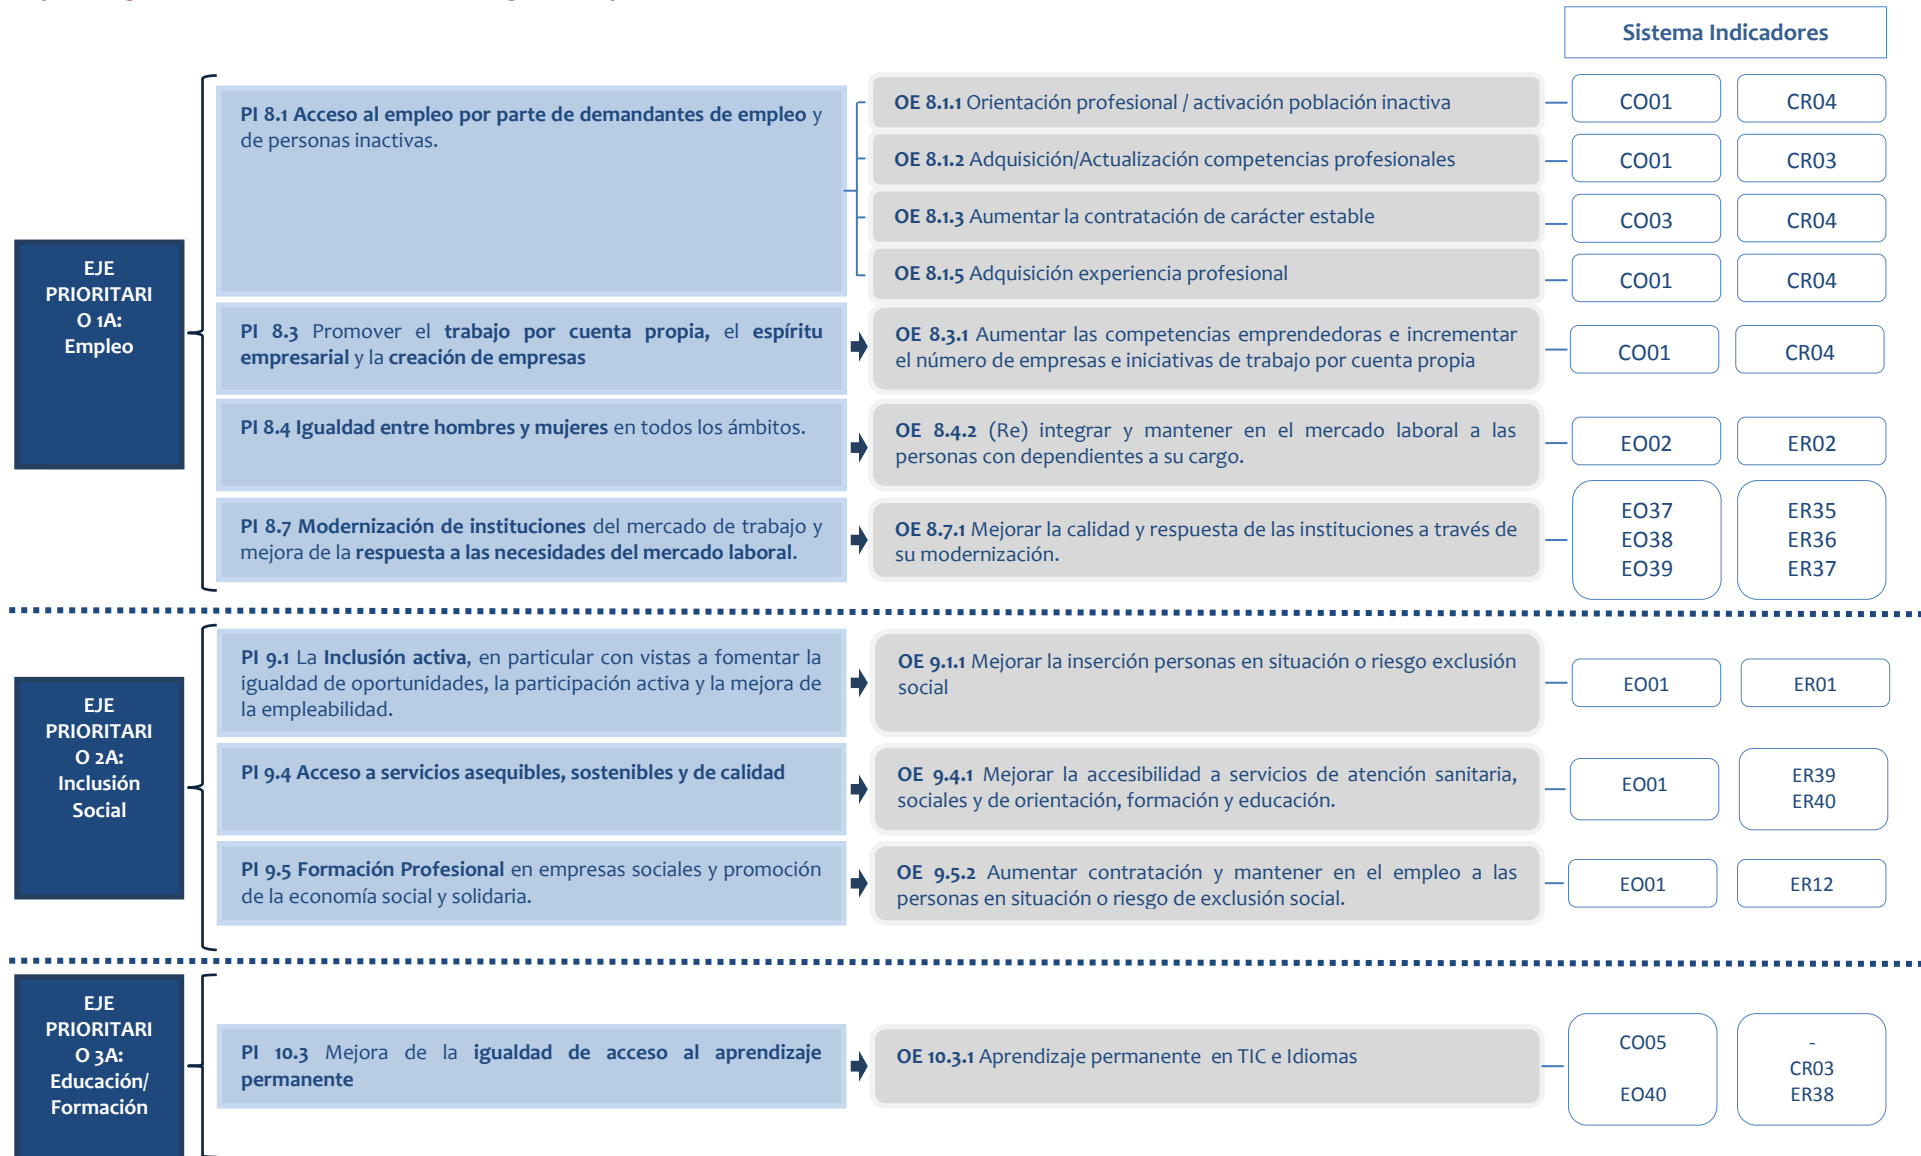 Sistema Indicadores
EJE
PRIORITARI
O 1A:
Empleo
PI 8.1 Acceso al empleo por parte de demandantes de empleo y
de personas inactivas.
OE 8.1.1 Orientación profesional / activación población inactiva
CO01
CR04
OE 8.1.2 Adquisición/Actualización competencias profesionales
CO01
CR03
OE 8.1.3 Aumentar la contratación de carácter estable
CO03
CR04
OE 8.1.5 Adquisición experiencia profesional
CO01
CR04
PI 8.3 Promover el trabajo por cuenta propia, el espíritu
empresarial y la creación de empresas
OE 8.3.1 Aumentar las competencias emprendedoras e incrementar
el número de empresas e iniciativas de trabajo por cuenta propia
CO01
CR04
PI 8.4 Igualdad entre hombres y mujeres en todos los ámbitos.
OE 8.4.2 (Re) integrar y mantener en el mercado laboral a las
personas con dependientes a su cargo.
EO02
ER02
PI 8.7 Modernización de instituciones del mercado de trabajo y
mejora de la respuesta a las necesidades del mercado laboral.
OE 8.7.1 Mejorar la calidad y respuesta de las instituciones a través de
su modernización.
EO37
EO38
EO39
ER35
ER36
ER37
EJE
PRIORITARI
O 2A:
Inclusión
Social
PI 9.1 La Inclusión activa, en particular con vistas a fomentar la
igualdad de oportunidades, la participación activa y la mejora de
la empleabilidad.
OE 9.1.1 Mejorar la inserción personas en situación o riesgo exclusión
social
EO01
ER01
PI 9.4 Acceso a servicios asequibles, sostenibles y de calidad
OE 9.4.1 Mejorar la accesibilidad a servicios de atención sanitaria,
sociales y de orientación, formación y educación.
EO01
ER39
ER40
PI 9.5 Formación Profesional en empresas sociales y promoción
de la economía social y solidaria.
OE 9.5.2 Aumentar contratación y mantener en el empleo a las
personas en situación o riesgo de exclusión social.
EO01
ER12
EJE
PRIORITARI
O 3A:
Educación/
Formación
PI 10.3 Mejora de la igualdad de acceso al aprendizaje
permanente
OE 10.3.1 Aprendizaje permanente en TIC e Idiomas
CO05
EO40
-
CR03
ER38